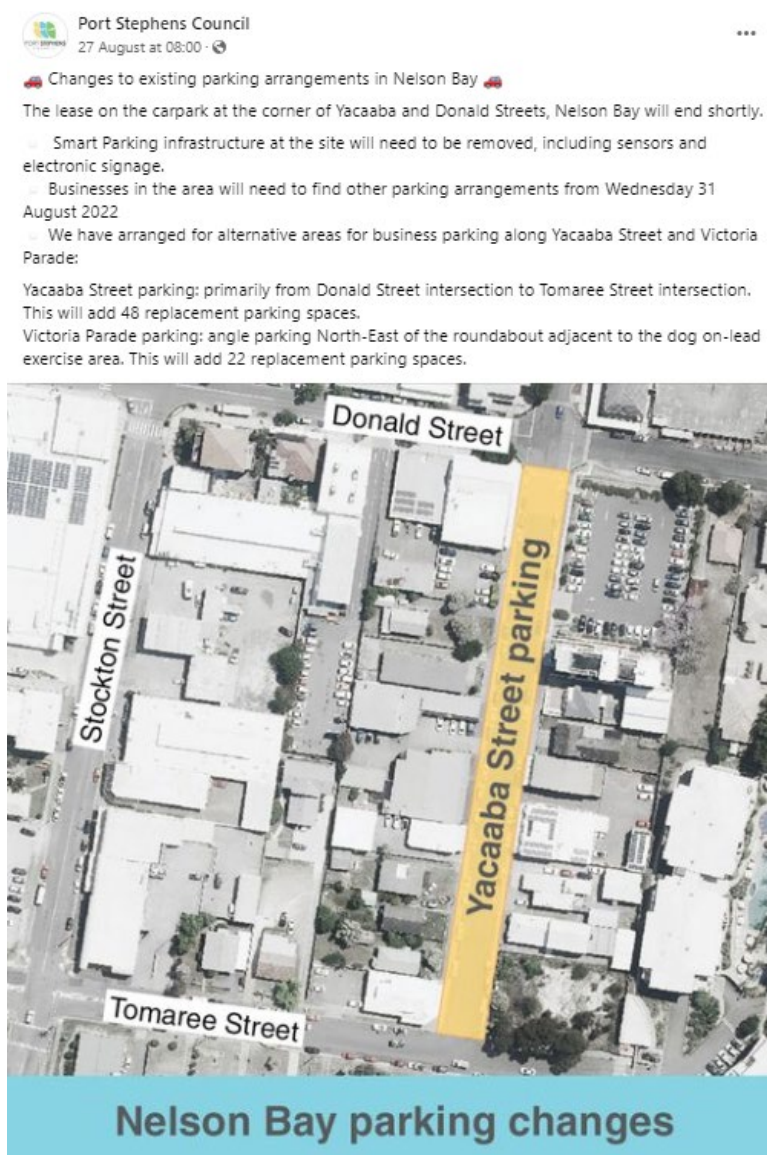 Port Stephens Council
27 August at 08:00 ·
🚗 Changes to existing parking arrangements in Nelson Bay 🚗
The lease on the carpark at the corner of Yacaaba and Donald Streets, Nelson Bay will end shortly.
Smart Parking infrastructure at the site will need to be removed, including sensors and
electronic signage.
Businesses in the area will need to find other parking arrangements from Wednesday 31
August 2022
We have arranged for alternative areas for business parking along Yacaaba Street and Victoria
Parade:
Yacaaba Street parking: primarily from Donald Street intersection to Tomaree Street intersection.
This will add 48 replacement parking spaces.
Victoria Parade parking: angle parking North-East of the roundabout adjacent to the dog on-lead
exercise area. This will add 22 replacement parking spaces.
Donald Street
Stockton Street
Yacaaba Street parking
Tomaree Street
Nelson Bay parking changes